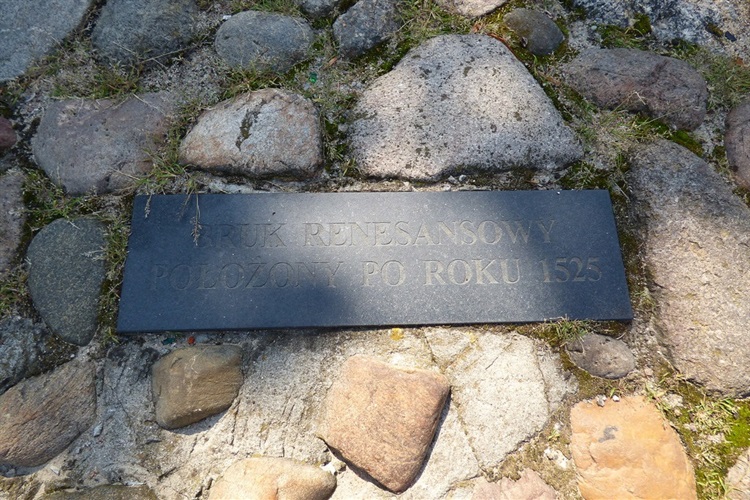 BRUK RENESANSOWY
POŁOŻONY PO ROKU 1525